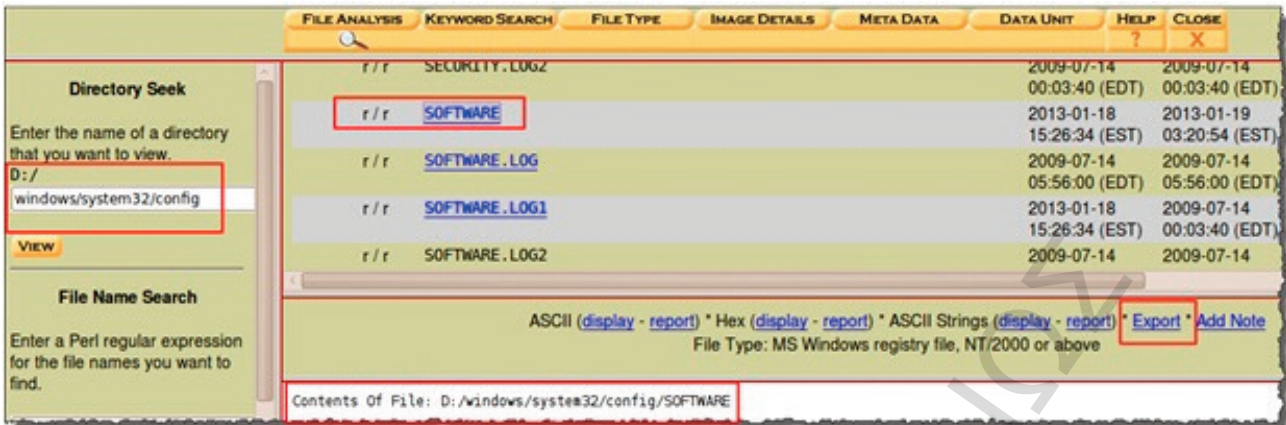 FILE ANALYSIS KEYWORD SEARCH FILE TYPE IMAGE DETAILS META DATA DATA UNIT HELP CLOSE
? X
Directory Seek
Enter the name of a directory
that you want to view.
D:/
windows/system32/config
VIEW
File Name Search
Enter a Perl regular expression
for the file names you want to
find.
r / r SECURITY.LOG2 2009-07-14 2009-07-14
00:03:40 (EDT) 00:03:40 (EDT)
r / r SOFTWARE 2013-01-18 2013-01-19
15:26:34 (EST) 03:20:54 (EST)
r / r SOFTWARE.LOG 2009-07-14 2009-07-14
05:56:00 (EDT) 05:56:00 (EDT)
r / r SOFTWARE.LOG1 2013-01-18 2009-07-14
15:26:34 (EST) 00:03:40 (EDT)
r / r SOFTWARE.LOG2 2009-07-14 2009-07-14
ASCII (display - report) * Hex (display - report) * ASCII Strings (display - report) * Export * Add Note
File Type: MS Windows registry file, NT/2000 or above
Contents Of File: D:/windows/system32/config/SOFTWARE